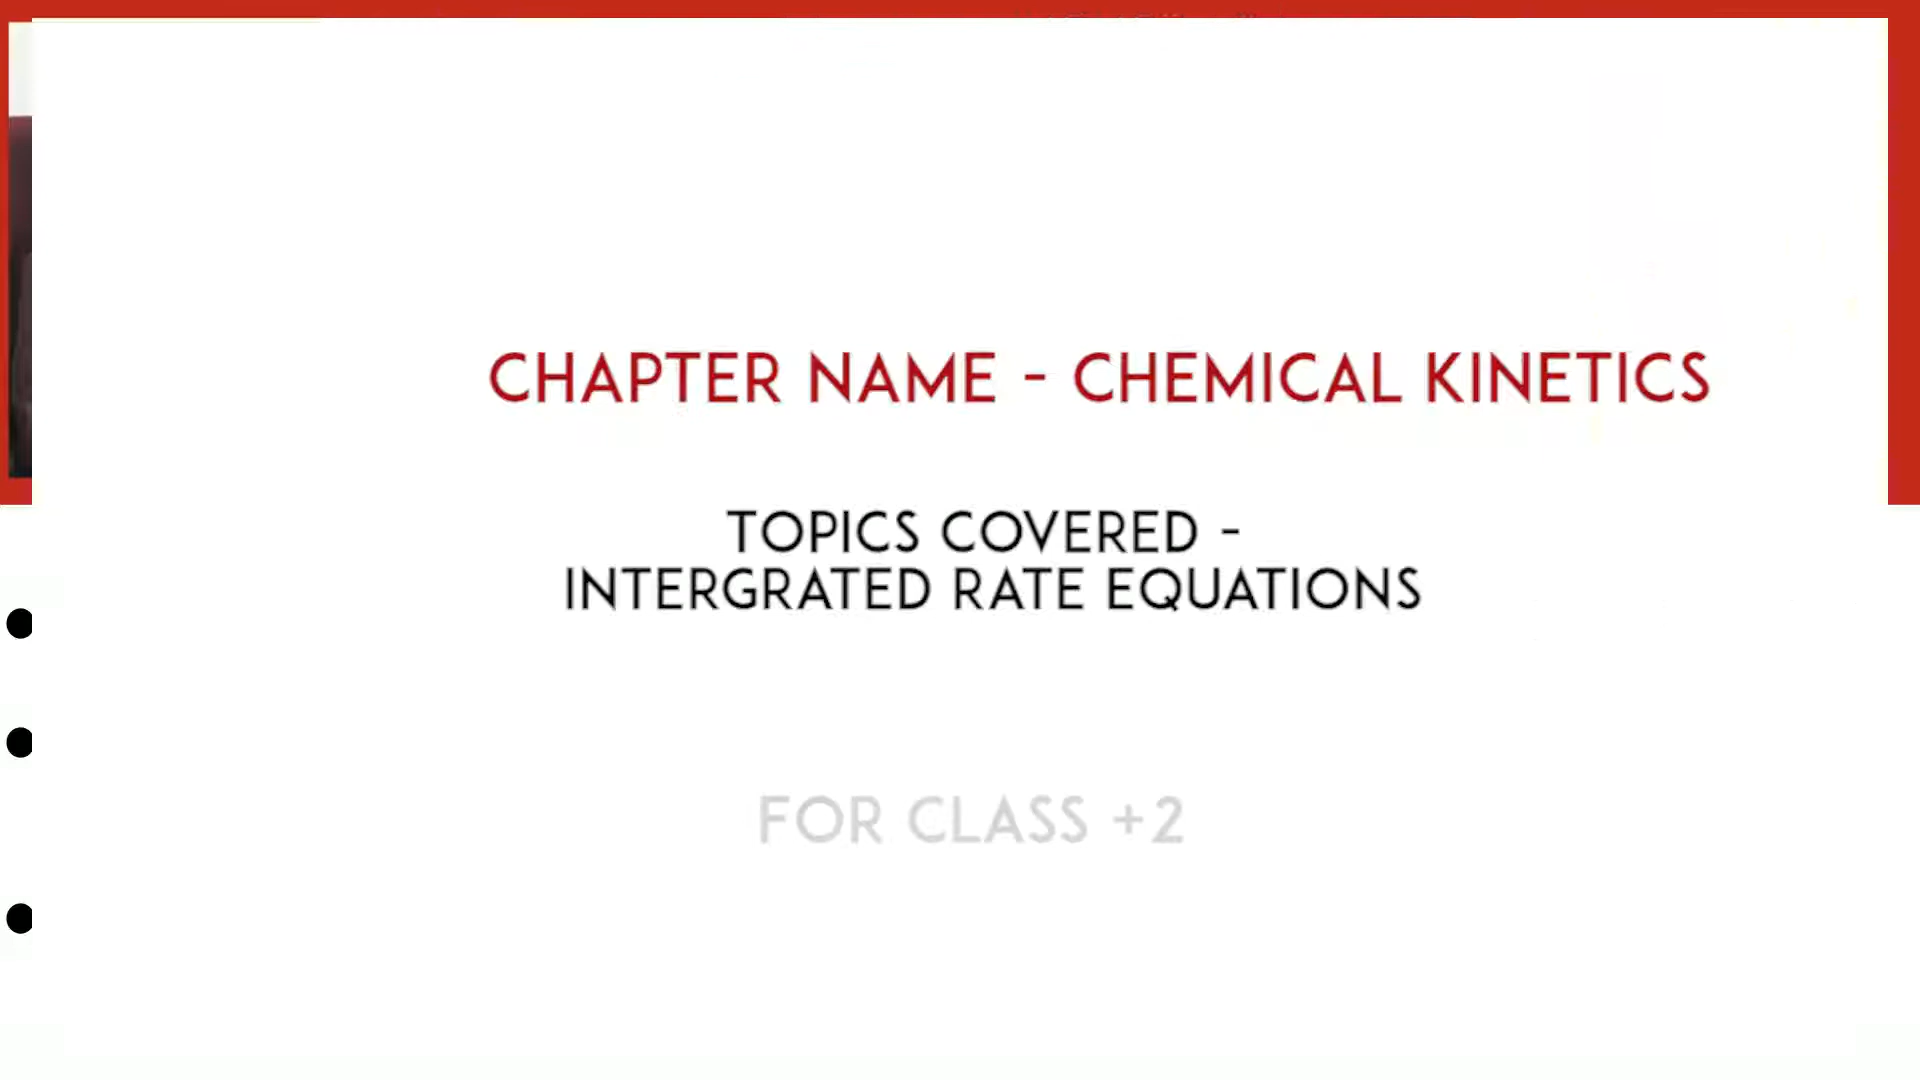 CHAPTER NAME - CHEMICAL KINETICS
TOPICS COVERED -
INTERGRATED RATE EQUATIONS
FOR CLASS +2